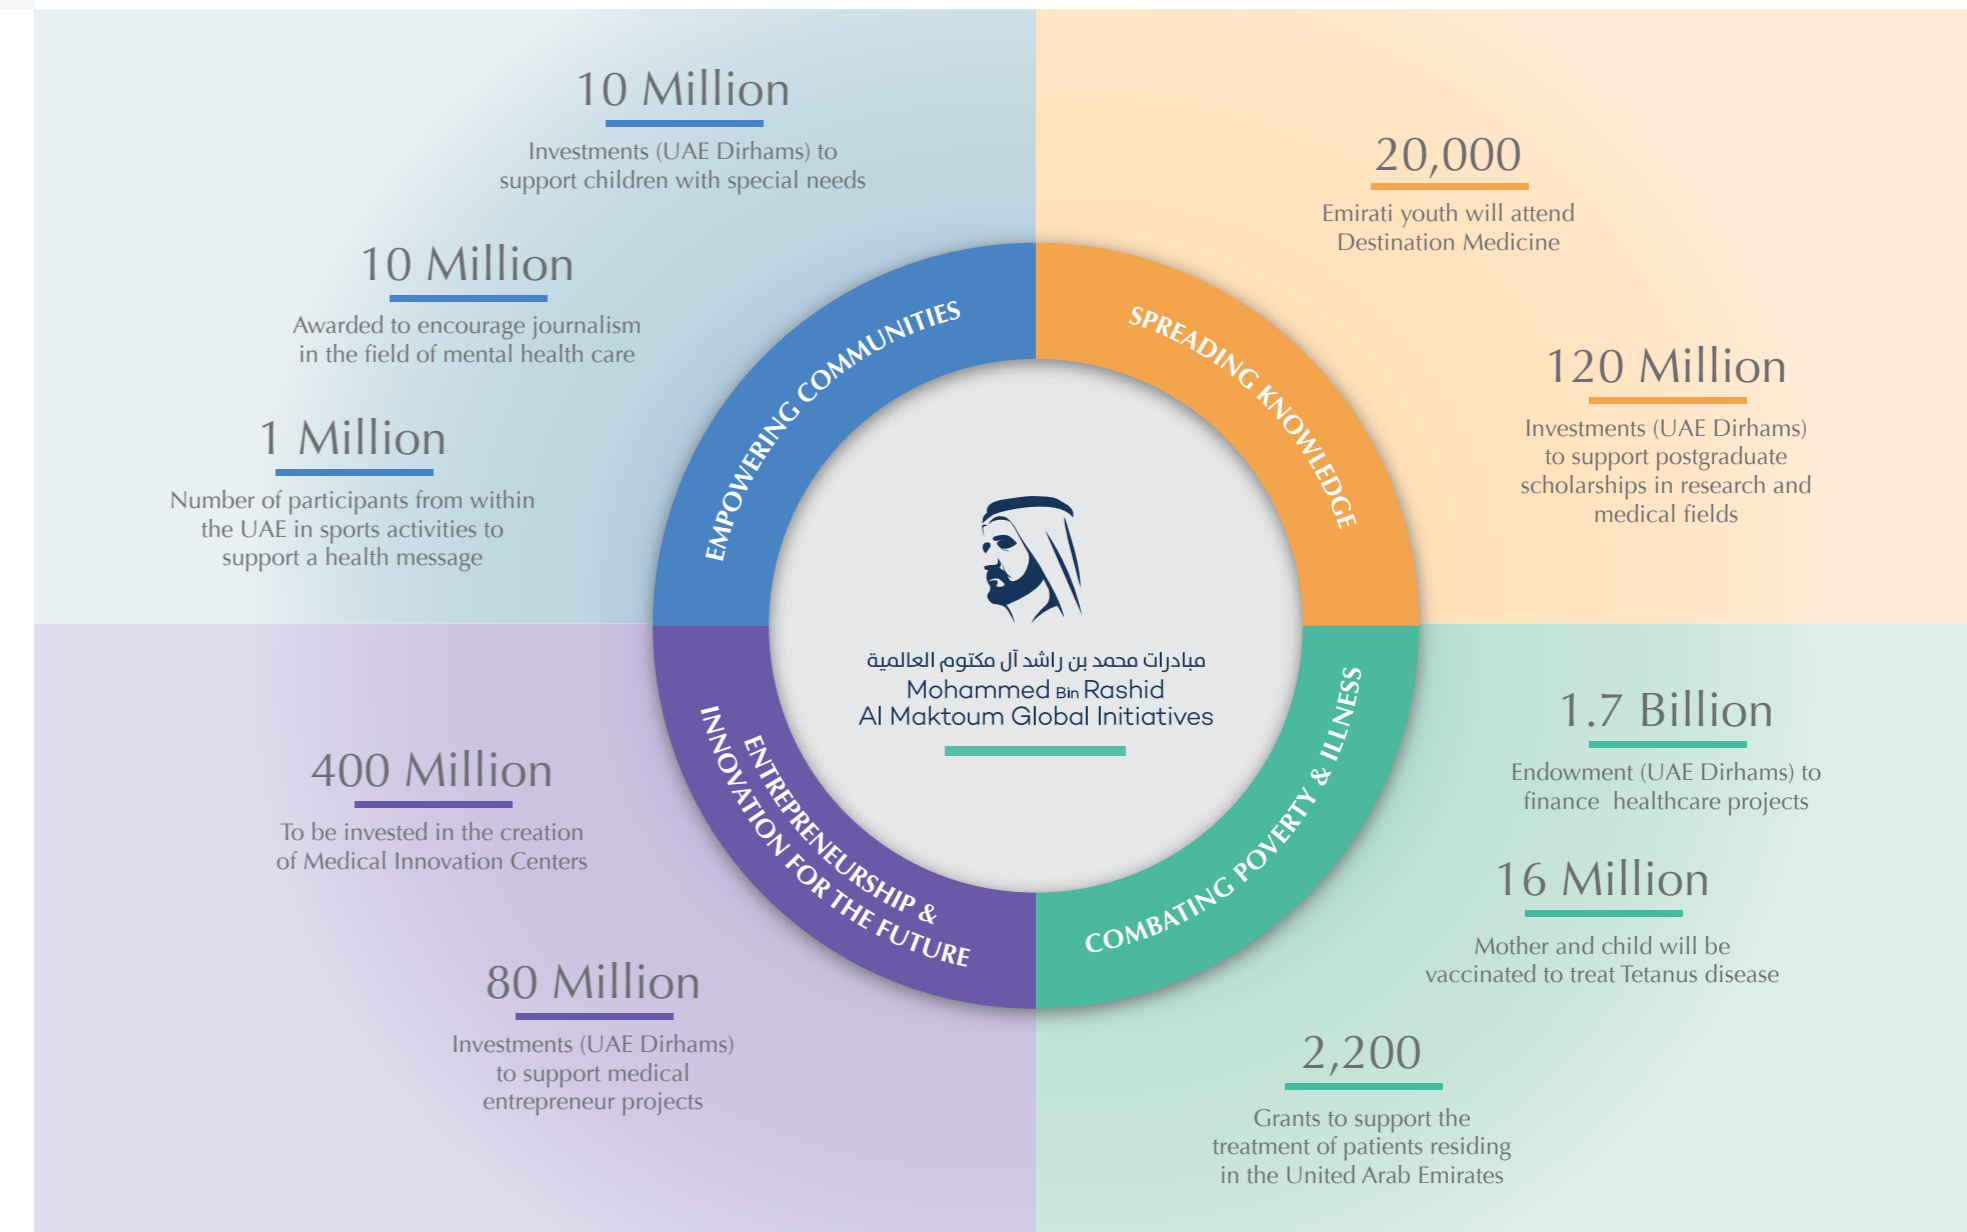 10 Million
Investments (UAE Dirhams) to
support children with special needs
10 Million
Awarded to encourage journalism
in the field of mental health care
1 Million
Number of participants from within
the UAE in sports activities to
support a health message
EMPOWERING COMMUNITIES
20,000
Emirati youth will attend
Destination Medicine
120 Million
Investments (UAE Dirhams)
to support postgraduate
scholarships in research and
medical fields
SPREADING KNOWLEDGE
مبادرات محمد بن راشد آل مكتوم العالمية
Mohammed Bin Rashid
Al Maktoum Global Initiatives
400 Million
To be invested in the creation
of Medical Innovation Centers
80 Million
Investments (UAE Dirhams)
to support medical
entrepreneur projects
ENTREPRENEURSHIP &
INNOVATION FOR THE FUTURE
COMBATING POVERTY & ILLNESS
1.7 Billion
Endowment (UAE Dirhams) to
finance healthcare projects
16 Million
Mother and child will be
vaccinated to treat Tetanus disease
2,200
Grants to support the
treatment of patients residing
in the United Arab Emirates